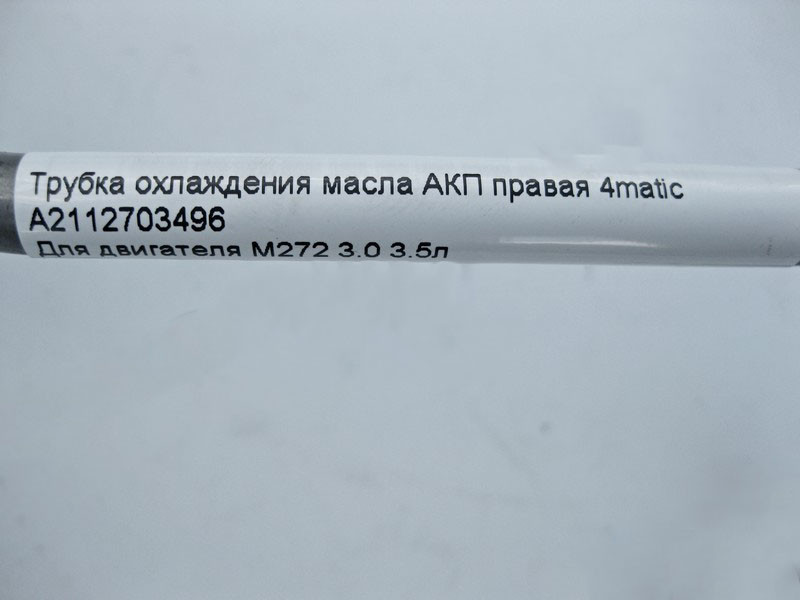 Трубка охлаждения масла АКП правая 4matic
A2112703496
Для двигателя М272 3.0 3.5л